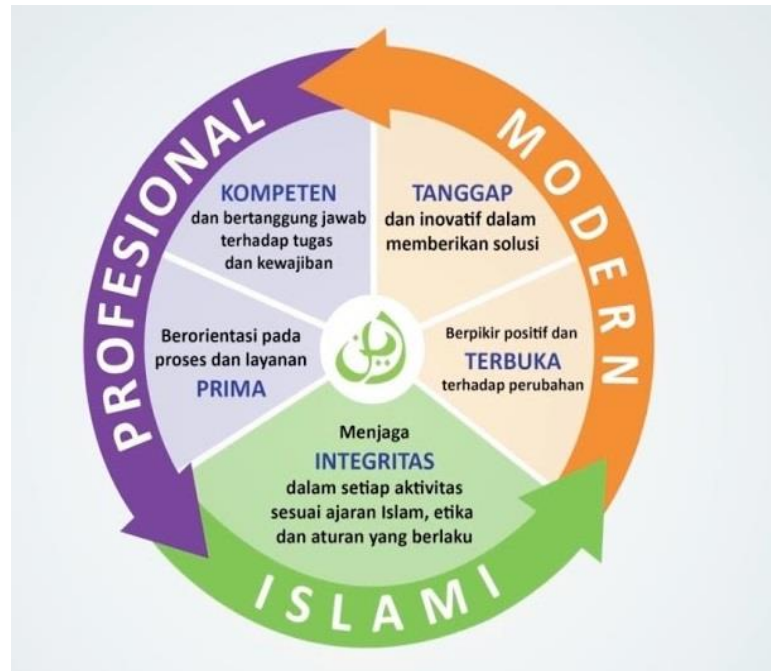 PROFESIONAL
MODERN
ISLAMI
KOMPETEN
dan bertanggung jawab
terhadap tugas
dan kewajiban
TANGGAP
dan inovatif dalam
memberikan solusi
Berorientasi pada
proses dan layanan
PRIMA
Berpikir positif dan
TERBUKA
terhadap perubahan
Menjaga
INTEGRITAS
dalam setiap aktivitas
sesuai ajaran Islam, etika
dan aturan yang berlaku